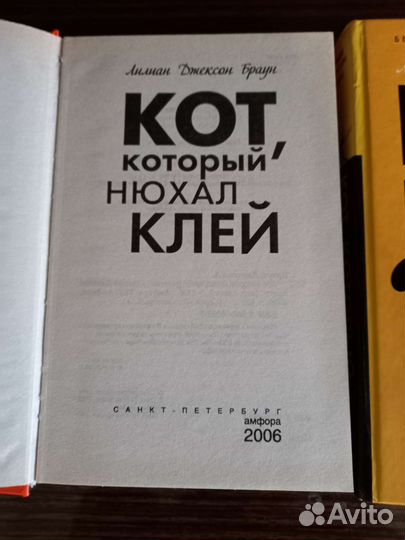 Лилиан Джексон Браун
КОТ,
который
НЮХАЛ
КЛЕЙ
САНКТ-ПЕТЕРБУРГ
амфора
2006
Avito